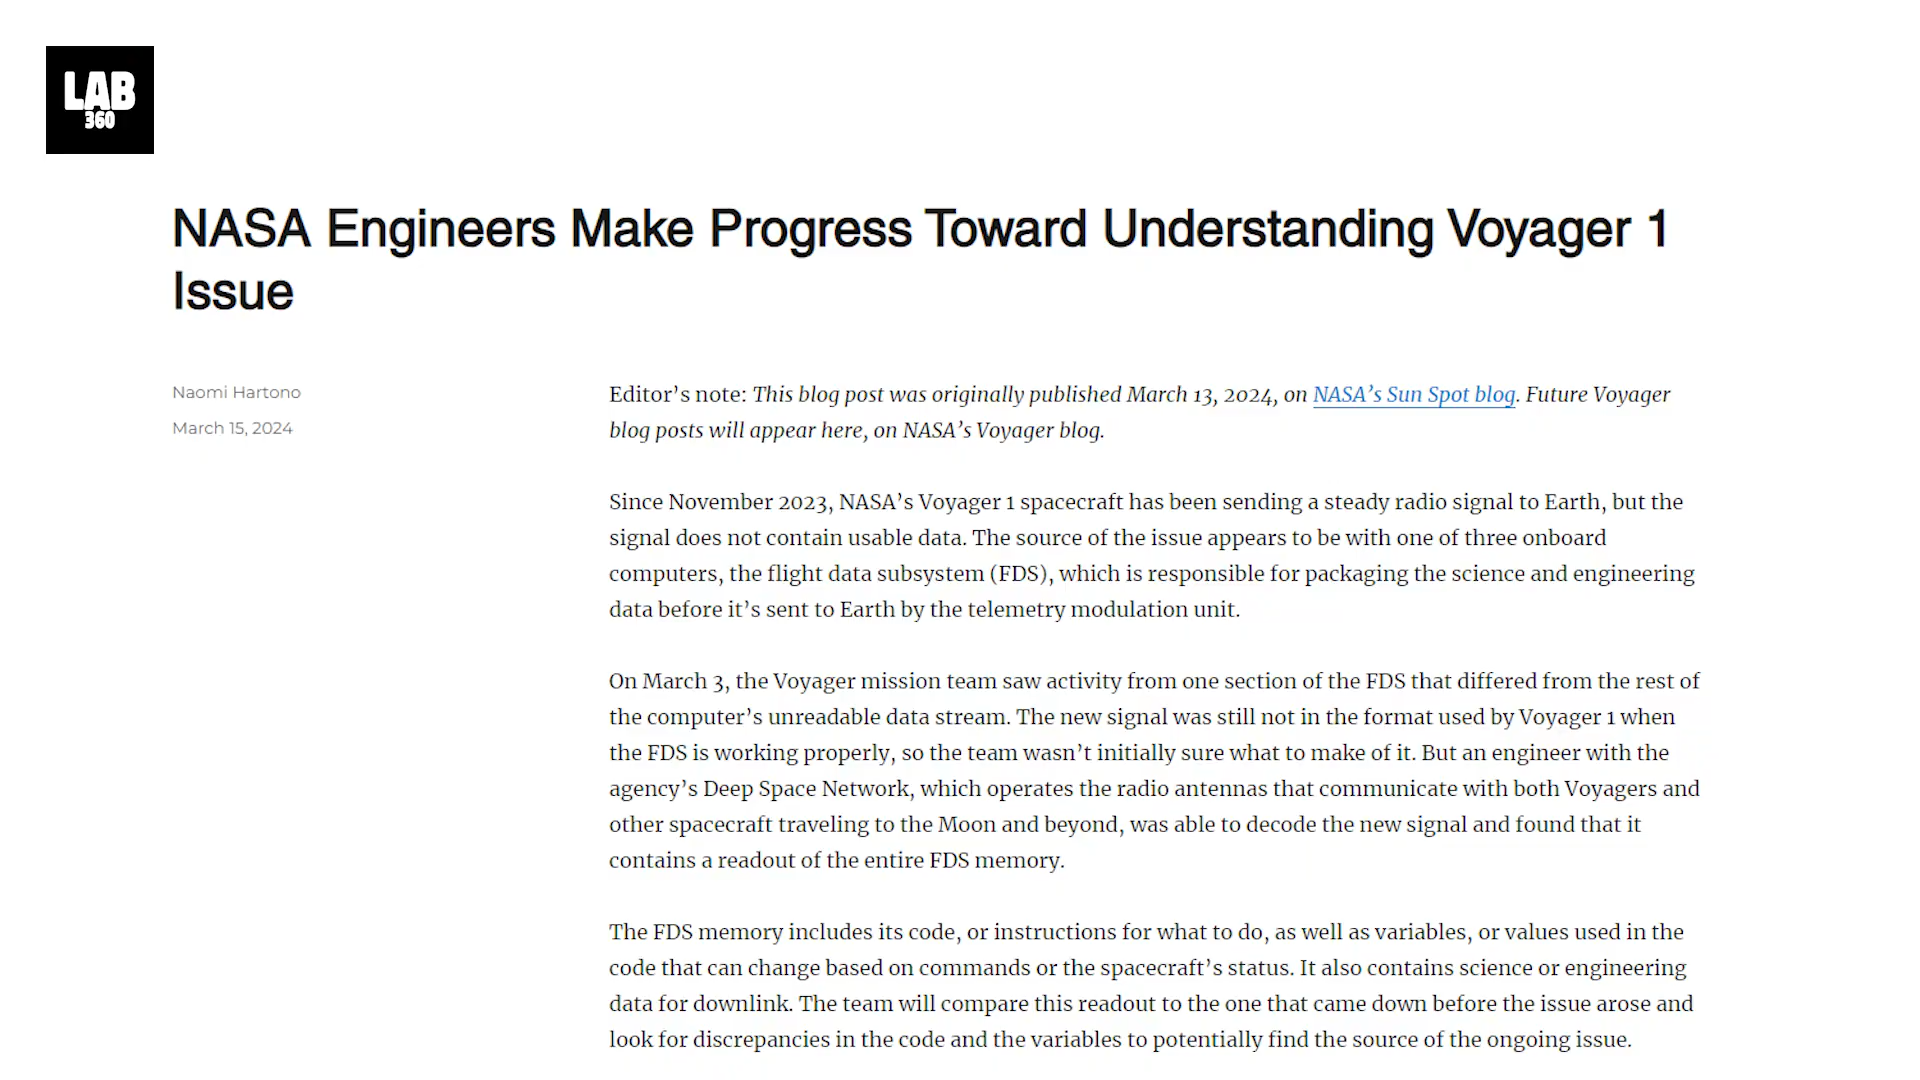 LAB
360
NASA Engineers Make Progress Toward Understanding Voyager 1
Issue
Naomi Hartono
March 15, 2024
Editor’s note: This blog post was originally published March 13, 2024, on NASA’s Sun Spot blog. Future Voyager
blog posts will appear here, on NASA’s Voyager blog.
Since November 2023, NASA’s Voyager 1 spacecraft has been sending a steady radio signal to Earth, but the
signal does not contain usable data. The source of the issue appears to be with one of three onboard
computers, the flight data subsystem (FDS), which is responsible for packaging the science and engineering
data before it’s sent to Earth by the telemetry modulation unit.
On March 3, the Voyager mission team saw activity from one section of the FDS that differed from the rest of
the computer’s unreadable data stream. The new signal was still not in the format used by Voyager 1 when
the FDS is working properly, so the team wasn’t initially sure what to make of it. But an engineer with the
agency’s Deep Space Network, which operates the radio antennas that communicate with both Voyagers and
other spacecraft traveling to the Moon and beyond, was able to decode the new signal and found that it
contains a readout of the entire FDS memory.
The FDS memory includes its code, or instructions for what to do, as well as variables, or values used in the
code that can change based on commands or the spacecraft’s status. It also contains science or engineering
data for downlink. The team will compare this readout to the one that came down before the issue arose and
look for discrepancies in the code and the variables to potentially find the source of the ongoing issue.